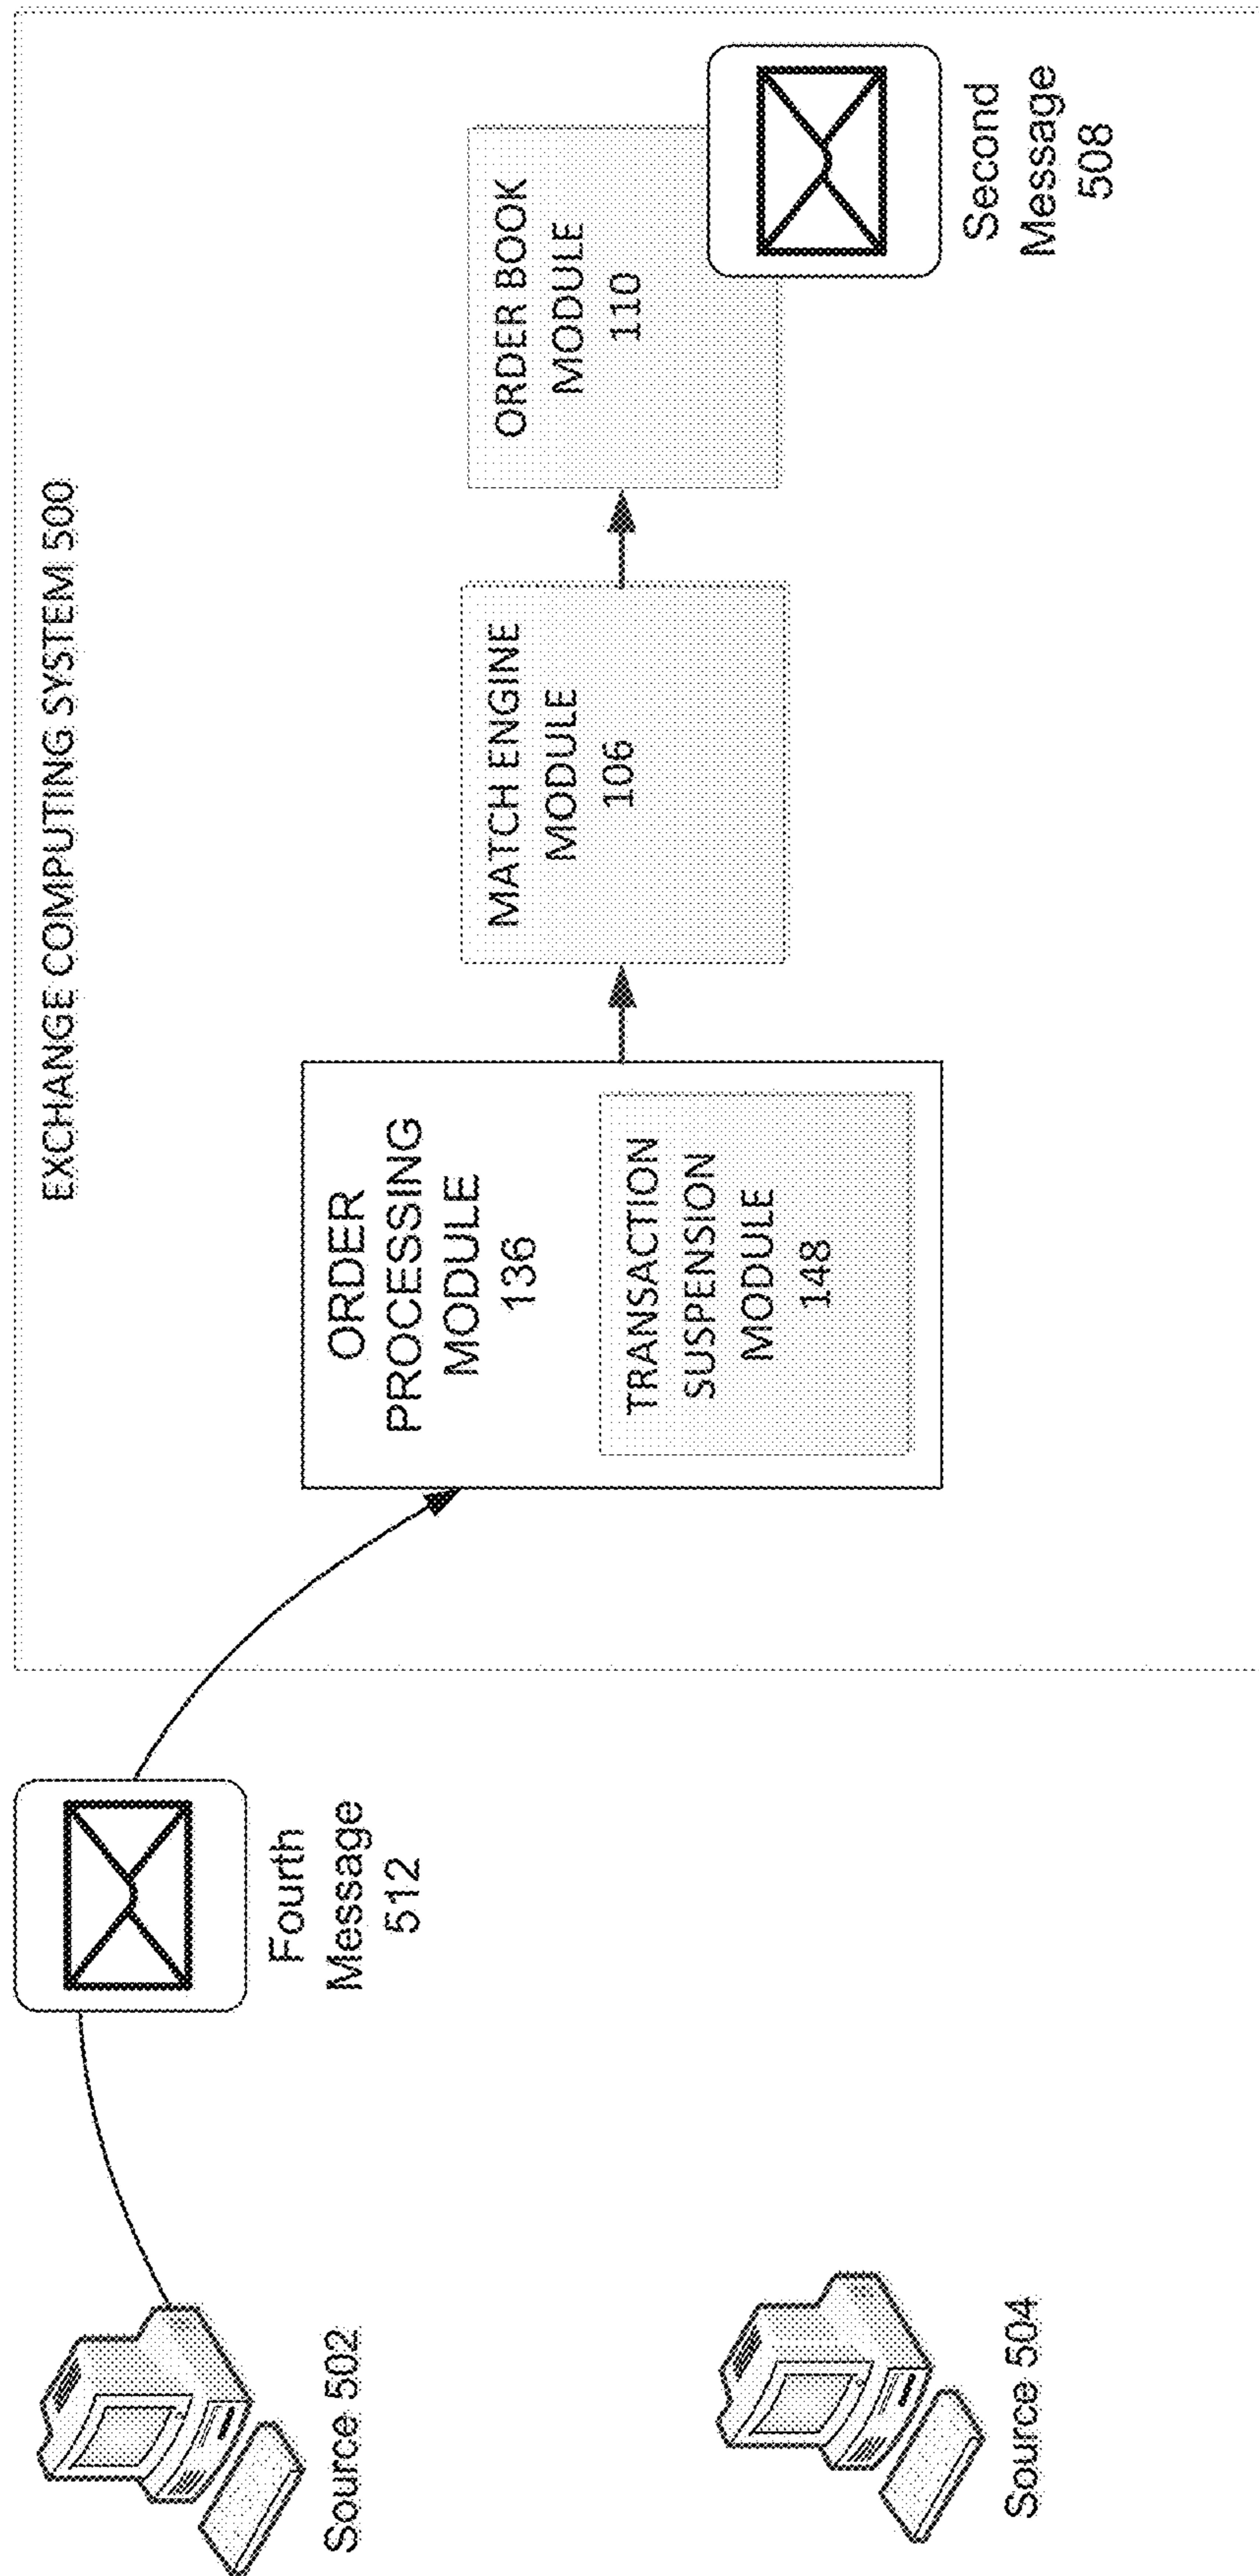 EXCHANGE COMPUTING SYSTEM 500
Fourth
Message
512
Source 502
ORDER
PROCESSING
MODULE
136
TRANSACTION
SUSPENSION
MODULE
148
MATCH ENGINE
MODULE
106
ORDER BOOK
MODULE
110
Second
Message
508
Source 504